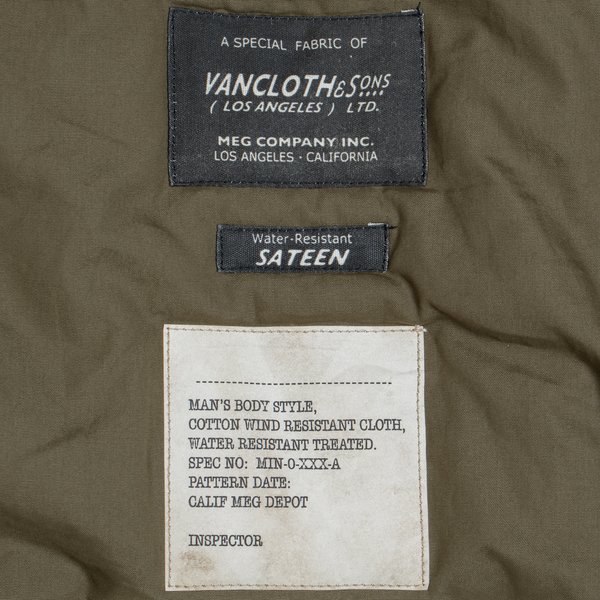 A SPECIAL FABRIC OF
VANCLOTH & SONS
( LOS ANGELES ) LTD.
MEG COMPANY INC.
LOS ANGELES · CALIFORNIA
Water-Resistant
SATEEN
MAN'S BODY STYLE,
COTTON WIND RESISTANT CLOTH,
WATER RESISTANT TREATED.
SPEC NO: MIN-0-XXX-A
PATTERN DATE:
CALIF MEG DEPOT
INSPECTOR